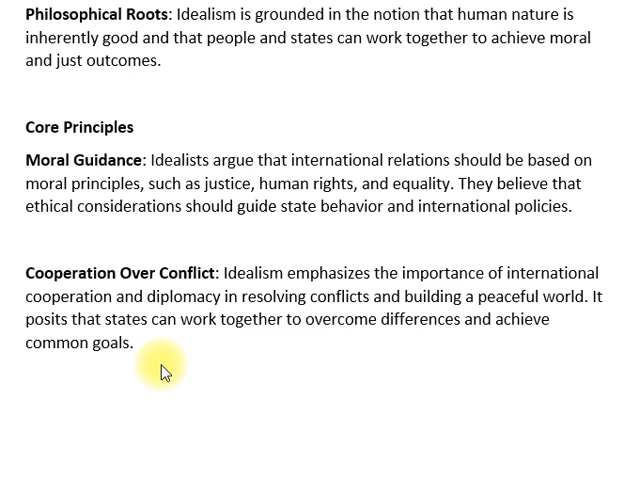 Philosophical Roots: Idealism is grounded in the notion that human nature is
inherently good and that people and states can work together to achieve moral
and just outcomes.
Core Principles
Moral Guidance: Idealists argue that international relations should be based on
moral principles, such as justice, human rights, and equality. They believe that
ethical considerations should guide state behavior and international policies.
Cooperation Over Conflict: Idealism emphasizes the importance of international
cooperation and diplomacy in resolving conflicts and building a peaceful world. It
posits that states can work together to overcome differences and achieve
common goals.